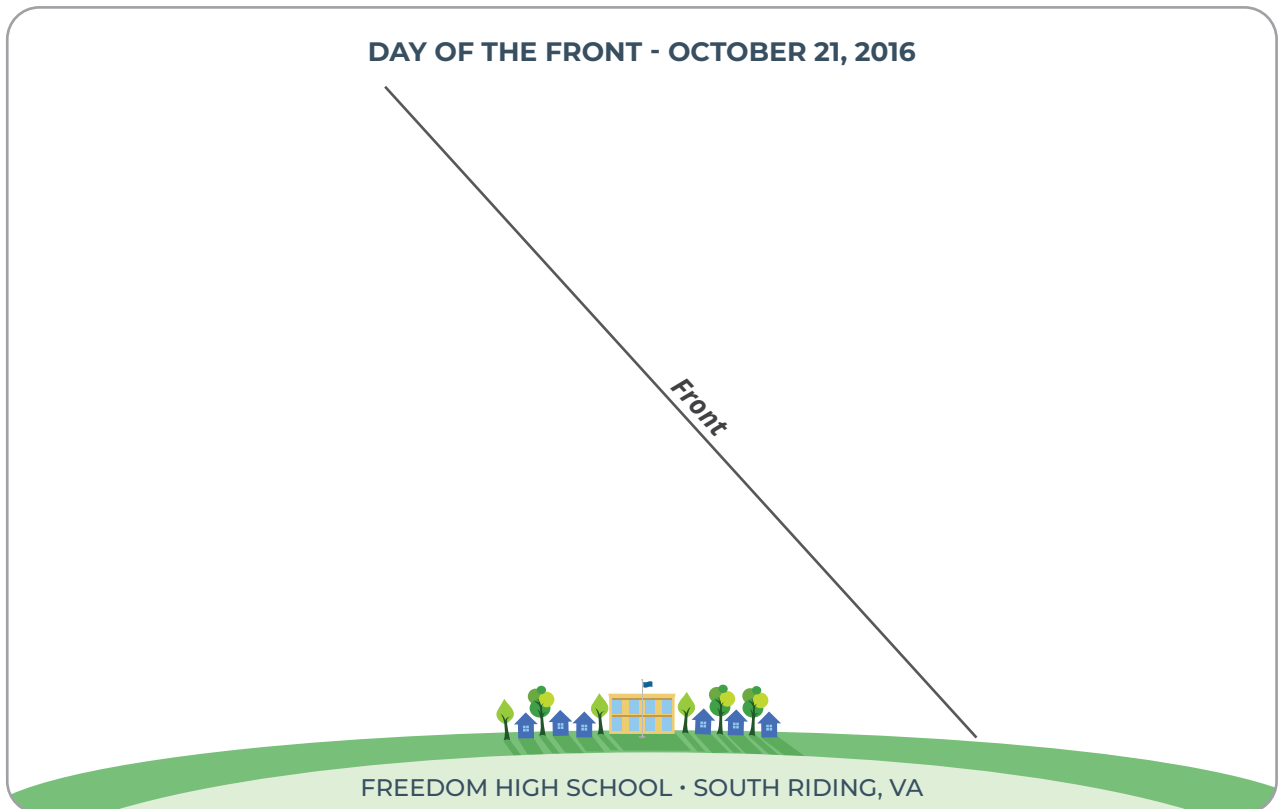 DAY OF THE FRONT - OCTOBER 21, 2016
Front
FREEDOM HIGH SCHOOL • SOUTH RIDING, VA